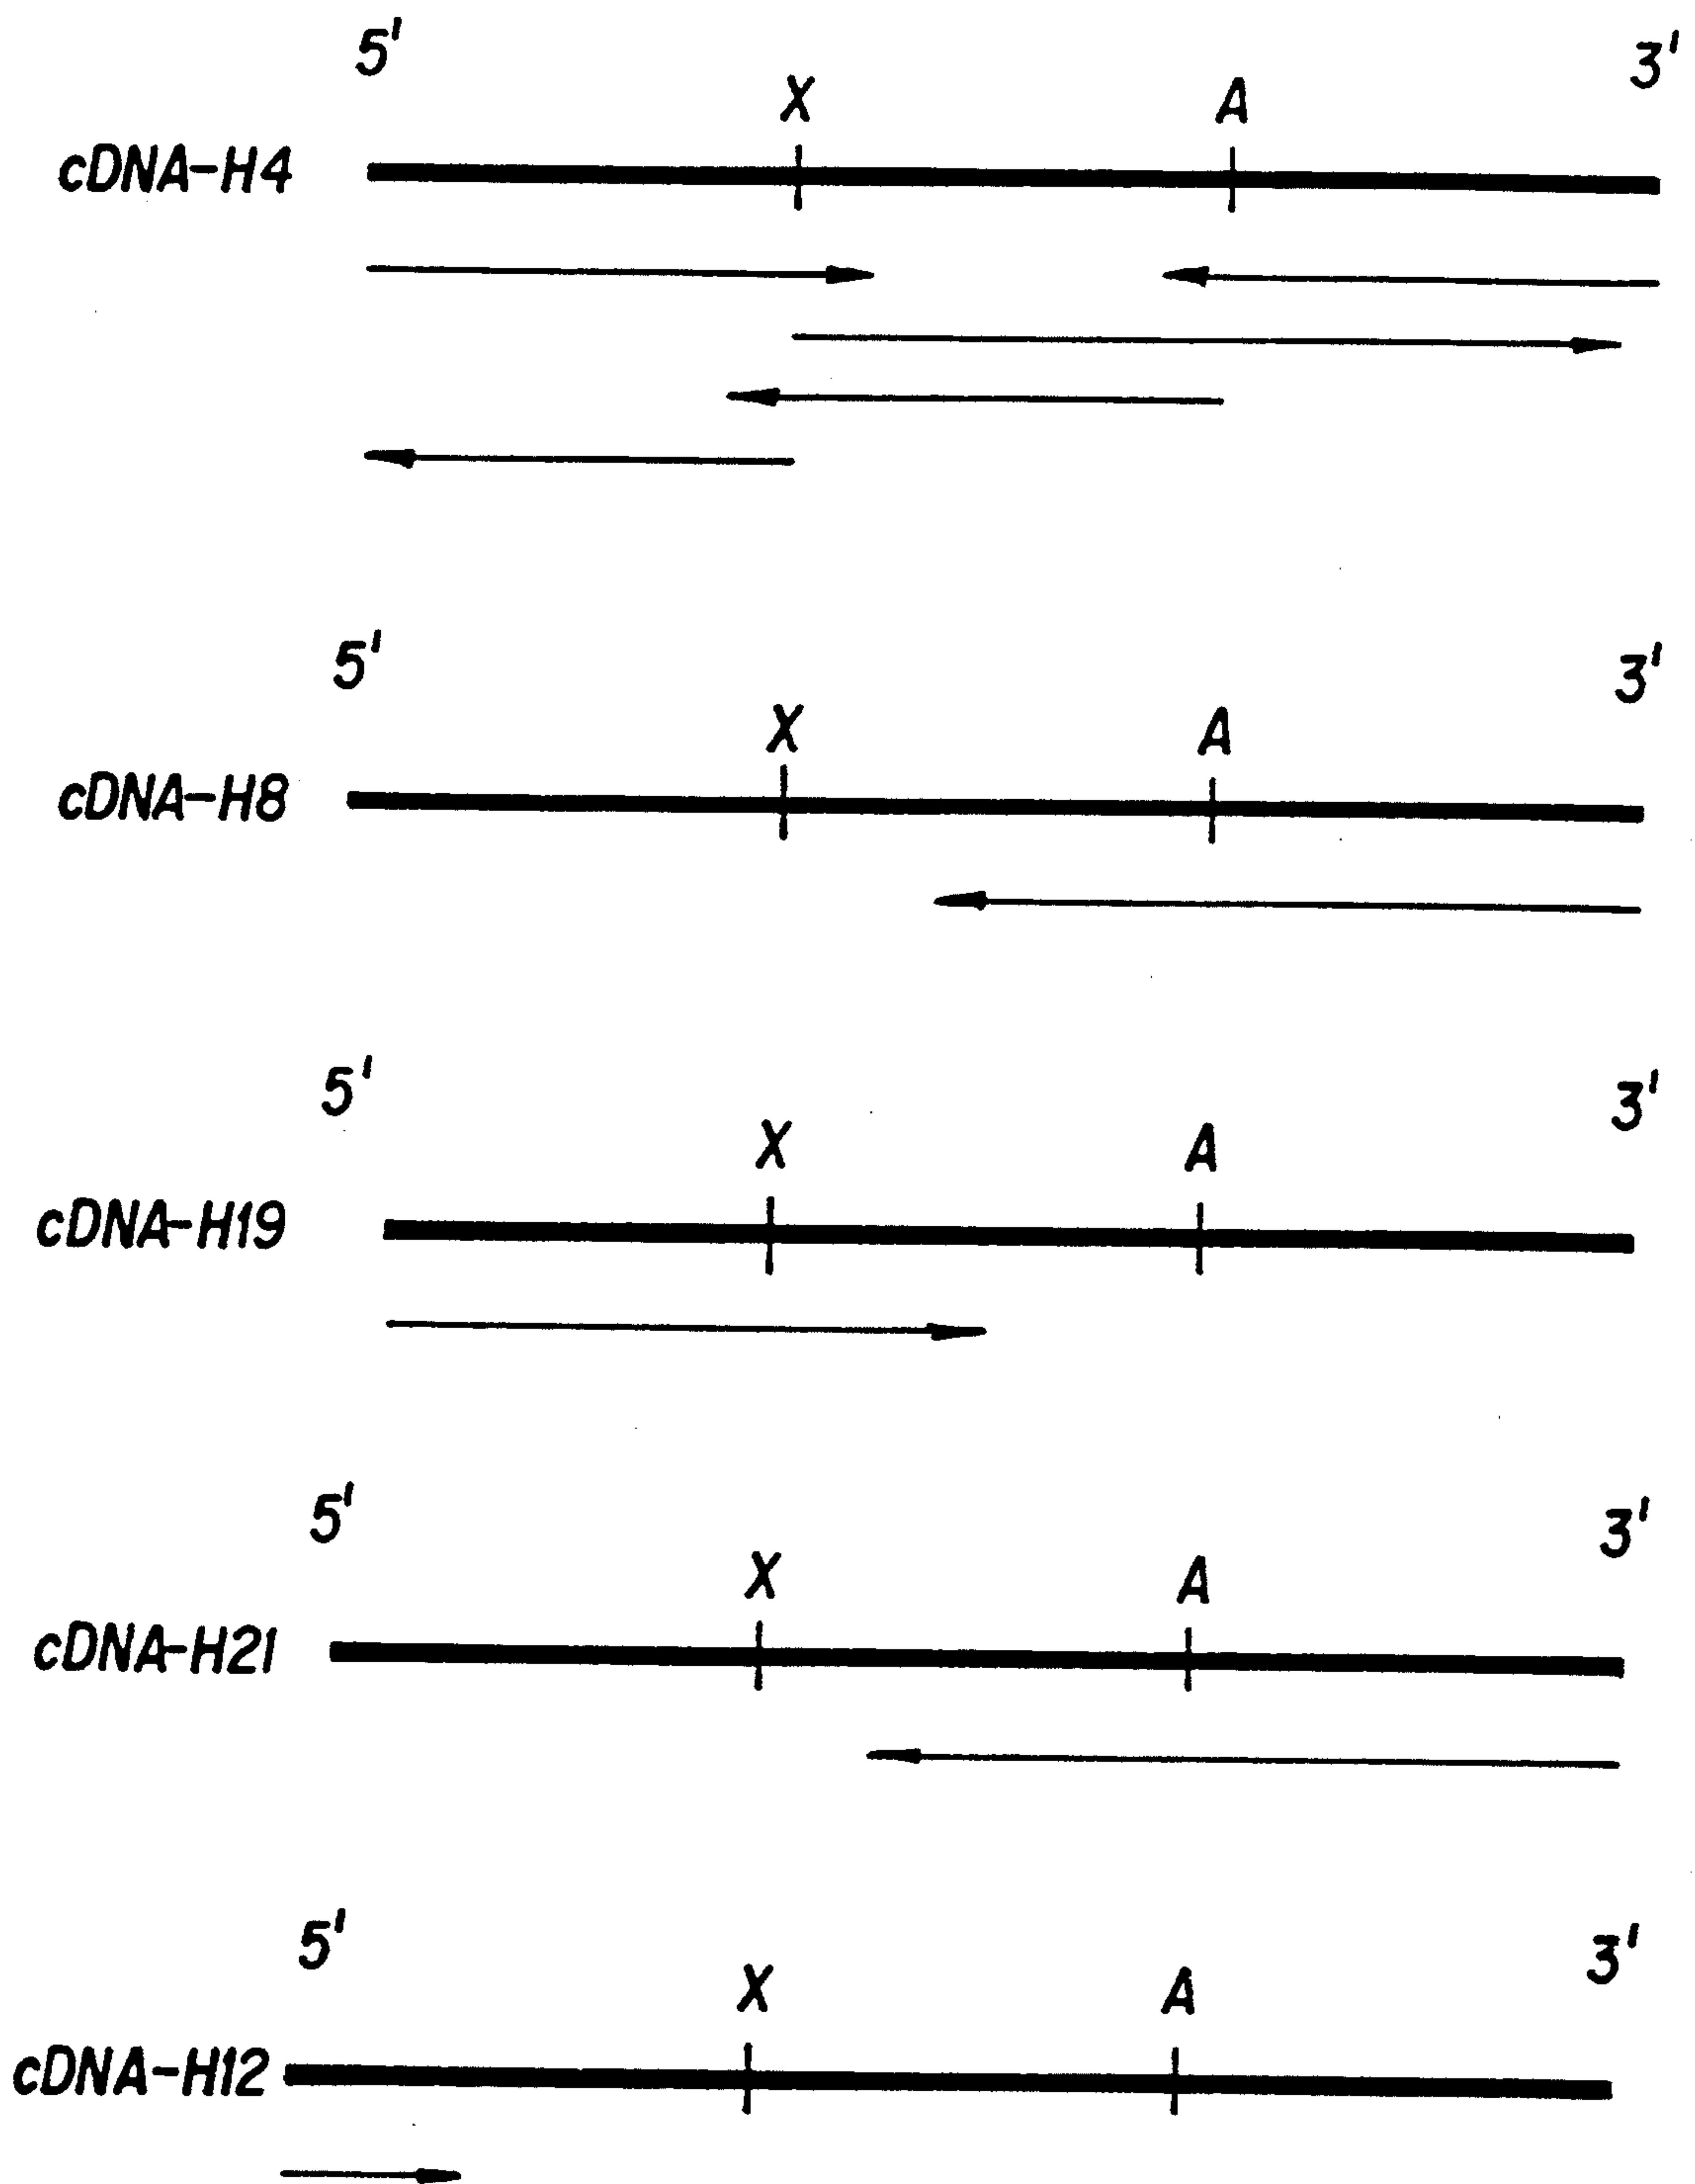 5' 3'
X A
cDNA-H4
5' 3'
X A
cDNA-H8
5' 3'
X A
cDNA-H19
5' 3'
X A
cDNA-H21
5' 3'
X A
cDNA-H12